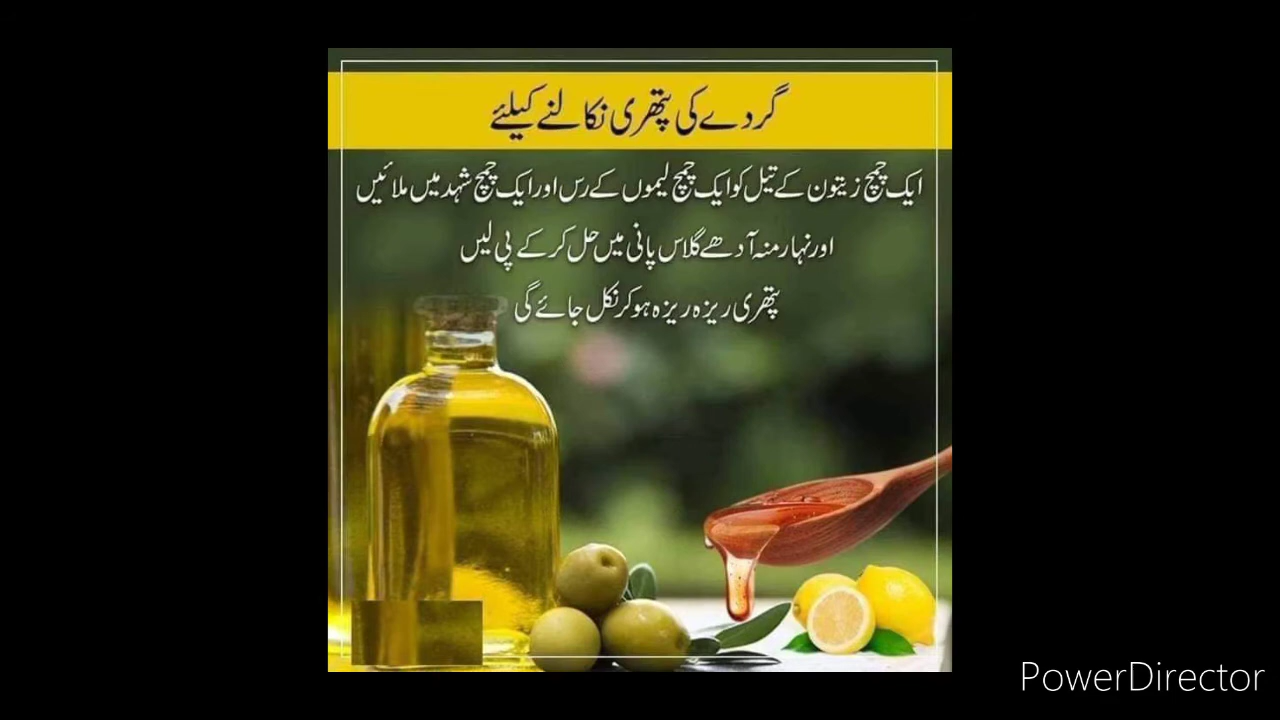 گردے کی پتھری نکالنے کیلئے
ایک چمچ زیتون کے تیل کو ایک چمچ لیموں کے رس اور ایک چمچ شہد میں ملائیں
اور نہار منہ آدھے گلاس پانی میں حل کر کے پی لیں
پتھری ریزہ ریزہ ہو کر نکل جائے گی
PowerDirector